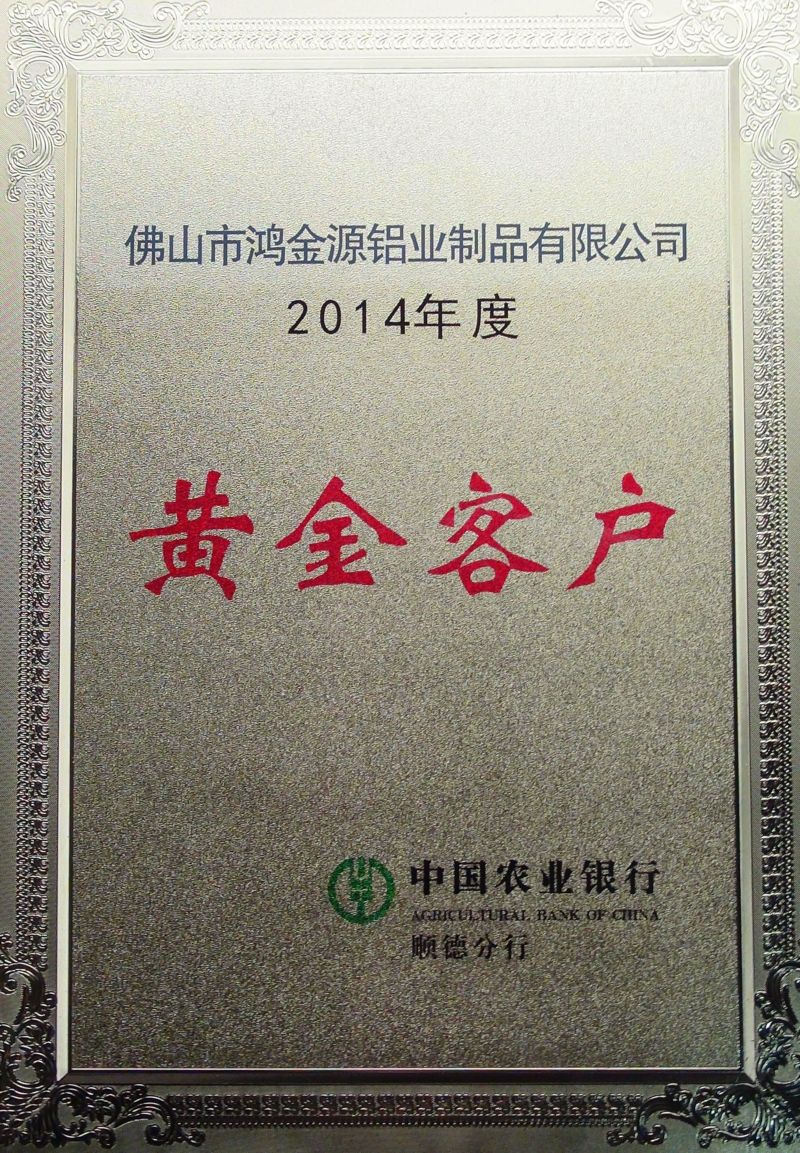 佛山市鸿金源铝业制品有限公司
2014年度
黄金客户
中国农业银行
AGRICULTURAL BANK OF CHINA
顺德分行